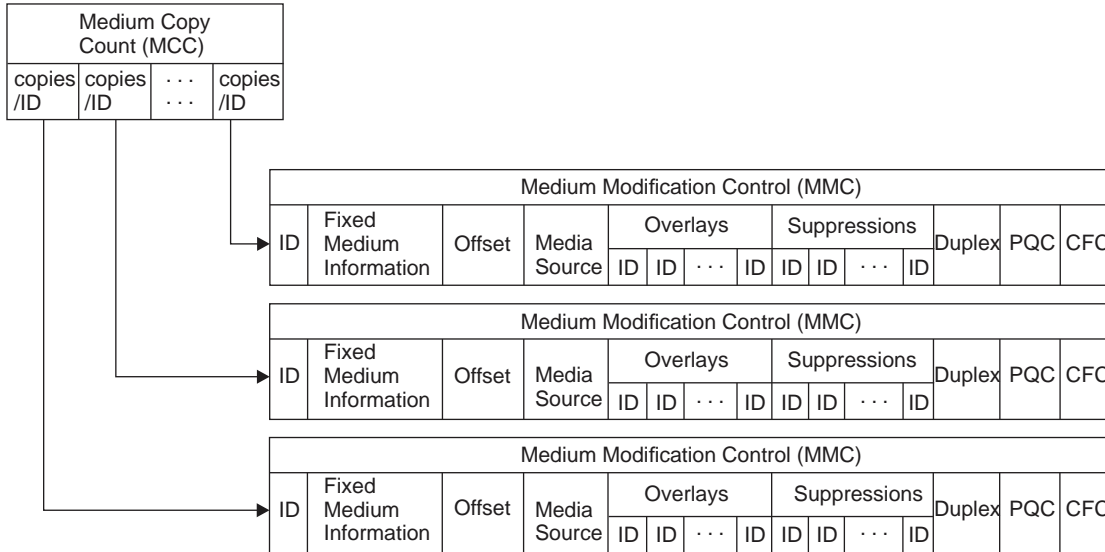 Medium Copy
Count (MCC)
copies copies · · · copies
/ID /ID · · · /ID
Medium Modification Control (MMC)
ID Fixed Medium Information Offset Media Source Overlays Suppressions Duplex PQC CFC
ID ID · · · ID ID ID · · · ID
Medium Modification Control (MMC)
ID Fixed Medium Information Offset Media Source Overlays Suppressions Duplex PQC CFC
ID ID · · · ID ID ID · · · ID
Medium Modification Control (MMC)
ID Fixed Medium Information Offset Media Source Overlays Suppressions Duplex PQC CFC
ID ID · · · ID ID ID · · · ID